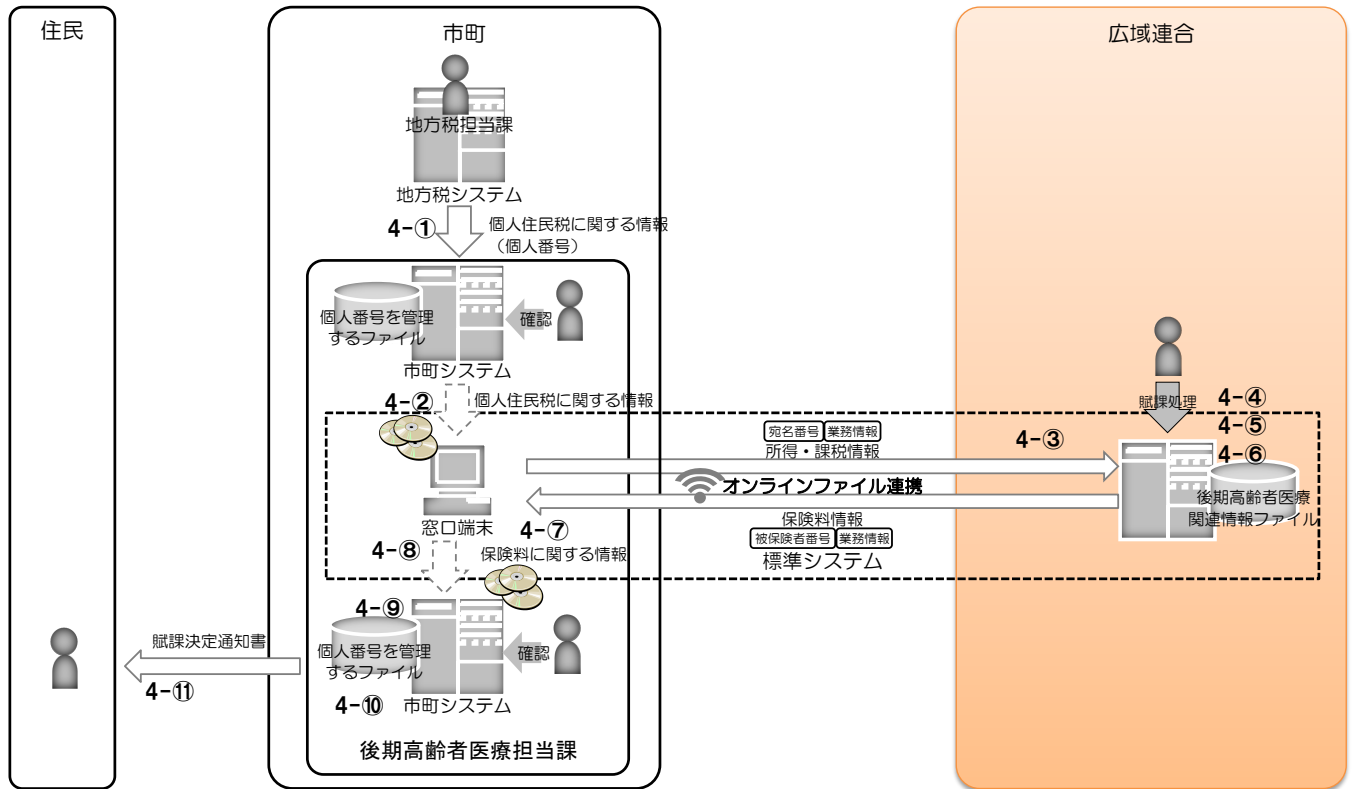 住民
市町
広域連合
地方税担当課
地方税システム
4-①
個人住民税に関する情報
（個人番号）
個人番号を管理
するファイル
確認
市町システム
4-②
個人住民税に関する情報
宛名番号 業務情報
所得・課税情報
4-③
賦課処理
4-④
4-⑤
4-⑥
オンラインファイル連携
後期高齢者医療
関連情報ファイル
窓口端末
4-⑦
保険料情報
被保険者番号 業務情報
標準システム
4-⑧
保険料に関する情報
4-⑨
個人番号を管理
するファイル
確認
4-⑩
市町システム
賦課決定通知書
4-⑪
後期高齢者医療担当課